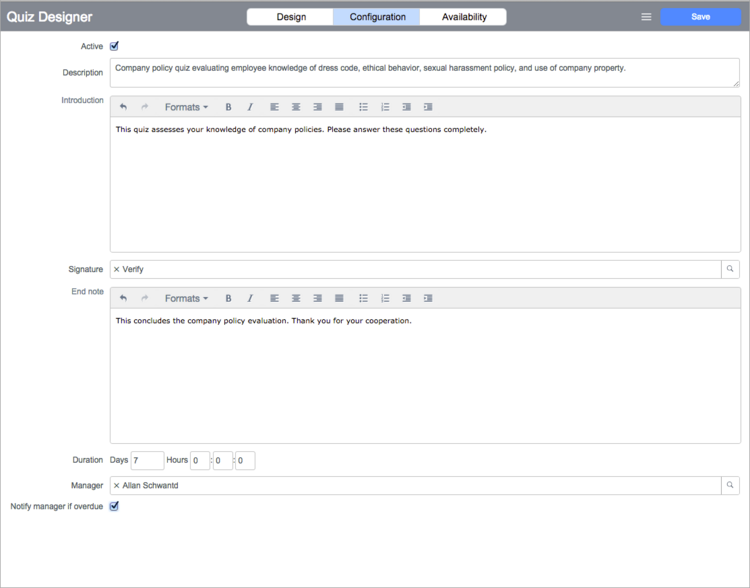 Quiz Designer
Design Configuration Availability
Save
Active
Description Company policy quiz evaluating employee knowledge of dress code, ethical behavior, sexual harassment policy, and use of company property.
Introduction
Formats B I
This quiz assesses your knowledge of company policies. Please answer these questions completely.
Signature × Verify
End note
Formats B I
This concludes the company policy evaluation. Thank you for your cooperation.
Duration Days 7 Hours 0 : 0 : 0
Manager × Allan Schwantd
Notify manager if overdue